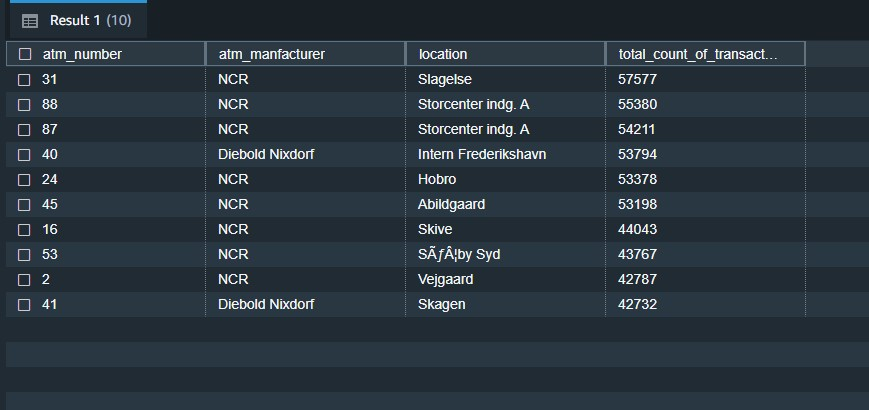 Result 1 (10)
atm_number atm_manfacturer location total_count_of_transact...
31 NCR Slagelse 57577
88 NCR Storcenter indg. A 55380
87 NCR Storcenter indg. A 54211
40 Diebold Nixdorf Intern Frederikshavn 53794
24 NCR Hobro 53378
45 NCR Abildgaard 53198
16 NCR Skive 44043
53 NCR SÃƒÂ¦by Syd 43767
2 NCR Vejgaard 42787
41 Diebold Nixdorf Skagen 42732